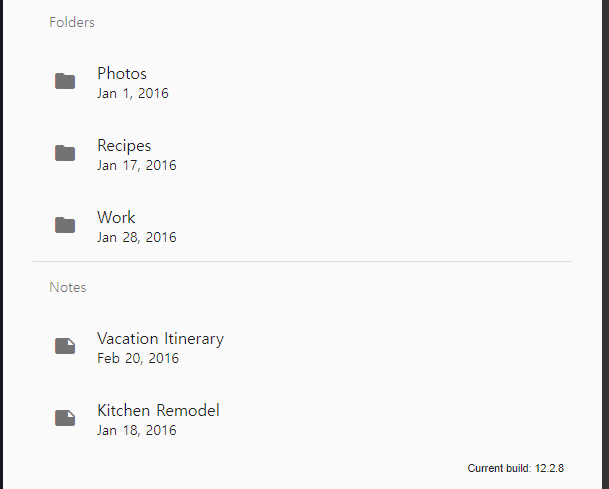 Folders
Photos
Jan 1, 2016
Recipes
Jan 17, 2016
Work
Jan 28, 2016
Notes
Vacation Itinerary
Feb 20, 2016
Kitchen Remodel
Jan 18, 2016
Current build: 12.2.8